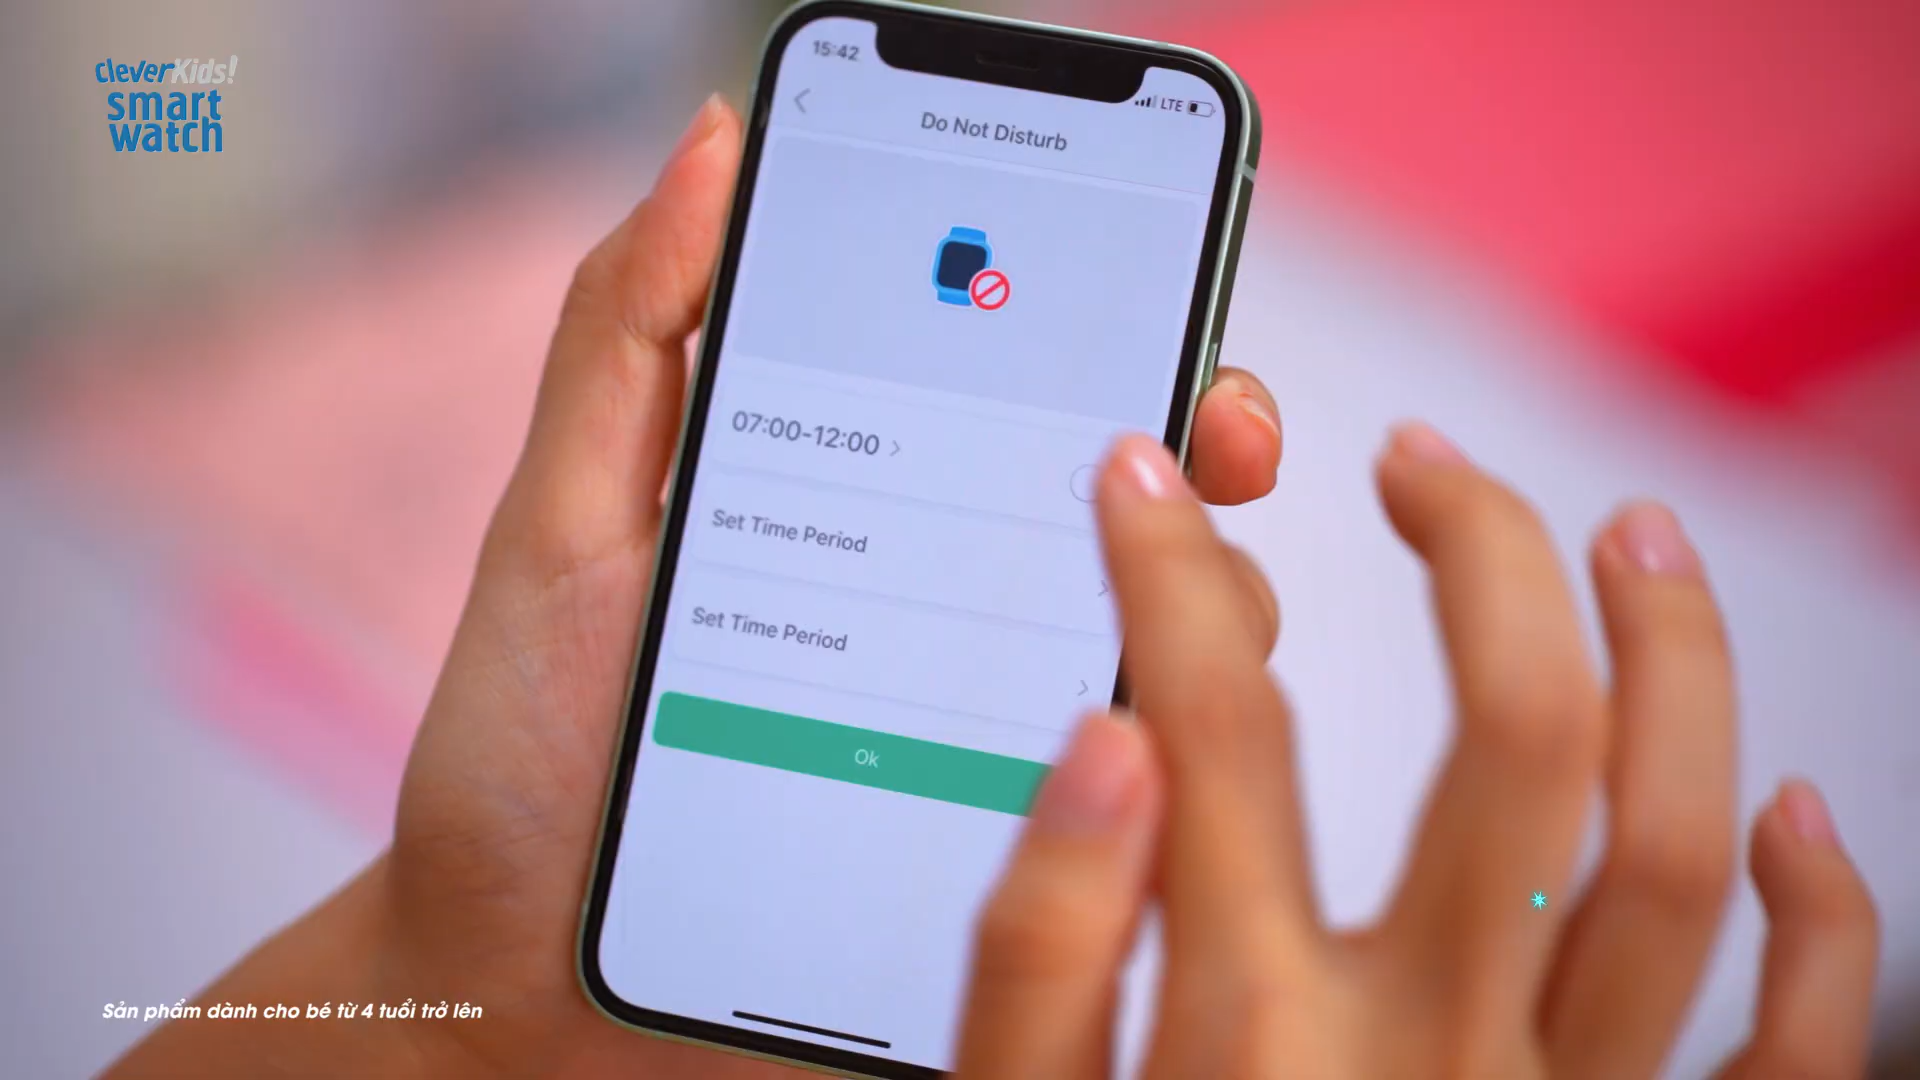 cleverKids!
smart
watch
15:42
LTE
Do Not Disturb
07:00-12:00
Set Time Period
Set Time Period
Ok
Sản phẩm dành cho bé từ 4 tuổi trở lên